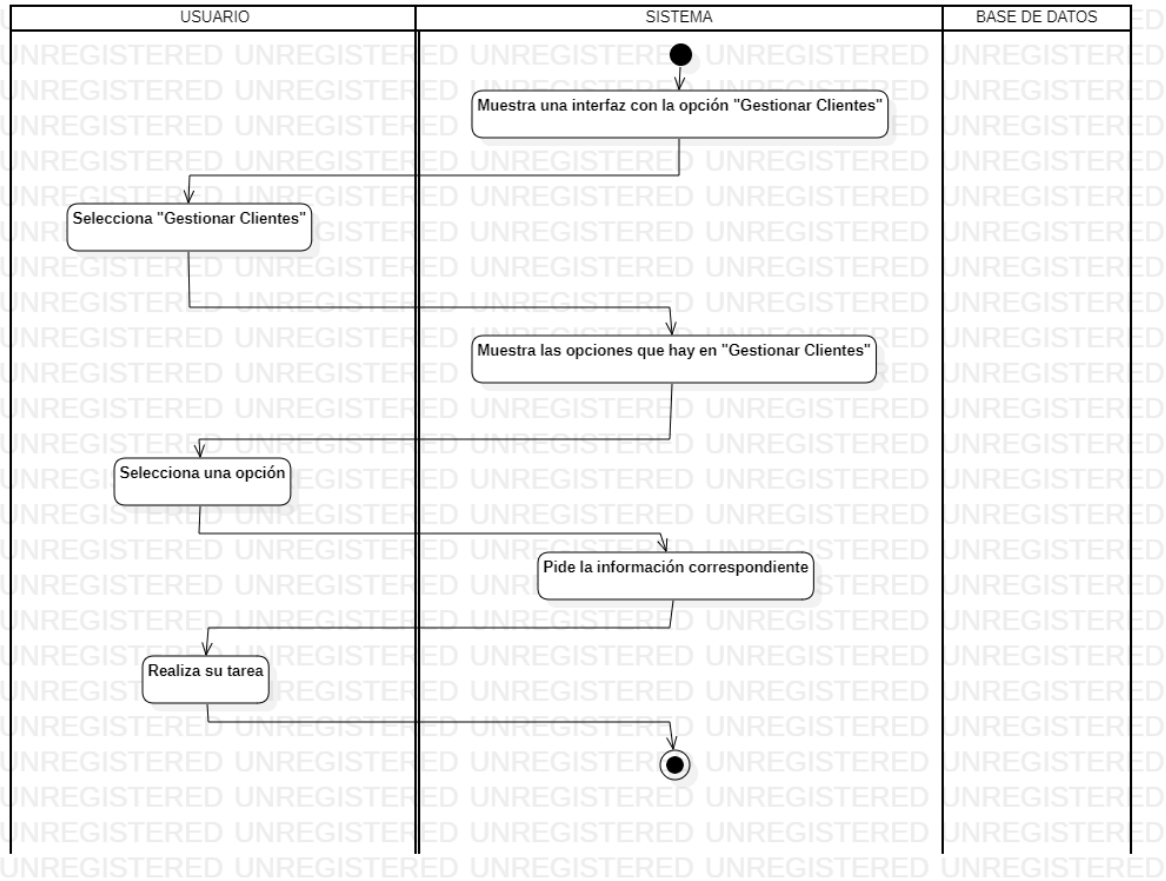 USUARIO
SISTEMA
BASE DE DATOS
Muestra una interfaz con la opción "Gestionar Clientes"
Selecciona "Gestionar Clientes"
Muestra las opciones que hay en "Gestionar Clientes"
Selecciona una opción
Pide la información correspondiente
Realiza su tarea
UNREGISTERED